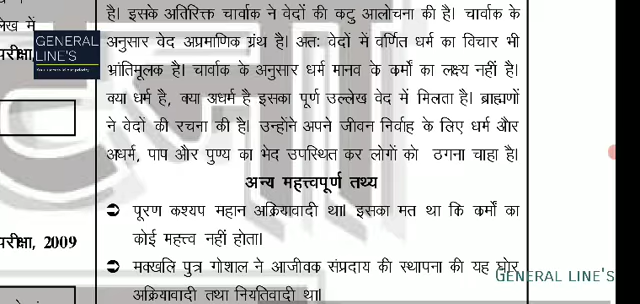 है। इसके अतिरिक्त चार्वाक ने वेदों की कटु आलोचना की है। चार्वाक के
लेख में
अनुसार वेद अप्रमाणिक ग्रंथ है। अतः वेदों में वर्णित धर्म का विचार भी
रीक्षा,
GENERAL
LINE'S
भ्रांतिमूलक है। चार्वाक के अनुसार धर्म मानव के कर्मों का लक्ष्य नहीं है।
क्या धर्म है, क्या अधर्म है इसका पूर्ण उल्लेख वेद में मिलता है। ब्राह्मणों
ने वेदों की रचना की है। उन्होंने अपने जीवन निर्वाह के लिए धर्म और
अधर्म, पाप और पुण्य का भेद उपस्थित कर लोगों को ठगना चाहा है।
अन्य महत्त्वपूर्ण तथ्य
➲ पूरण कश्यप महान अक्रियावादी था। इसका मत था कि कर्मों का
कोई महत्त्व नहीं होता।
परीक्षा, 2009
➲ मक्खलि पुत्र गोशाल ने आजीवक संप्रदाय की स्थापना की यह घोर
GENERAL LINE'S
अक्रियावादी तथा नियतिवादी था।